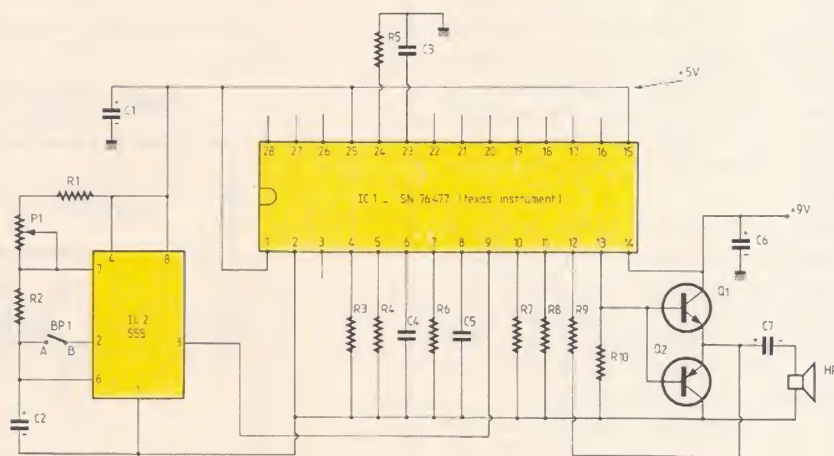 R5
C3
+5V
+
C1
-
28 27 26 25 24 23 22 21 20 19 18 17 16 15
R1
IC 1 _ SN 76477 (texas instrument)
+9V
P1
+
C6
-
1 2 3 4 5 6 7 8 9 10 11 12 13 14
4 8
7
Q1
R2
IC 2
555
R3 R4 C4 R6 C5 R7 R8 R9
C7
+ -
BP1
A B
2 3
Q2
R10
HP
6
1
+
C2
-